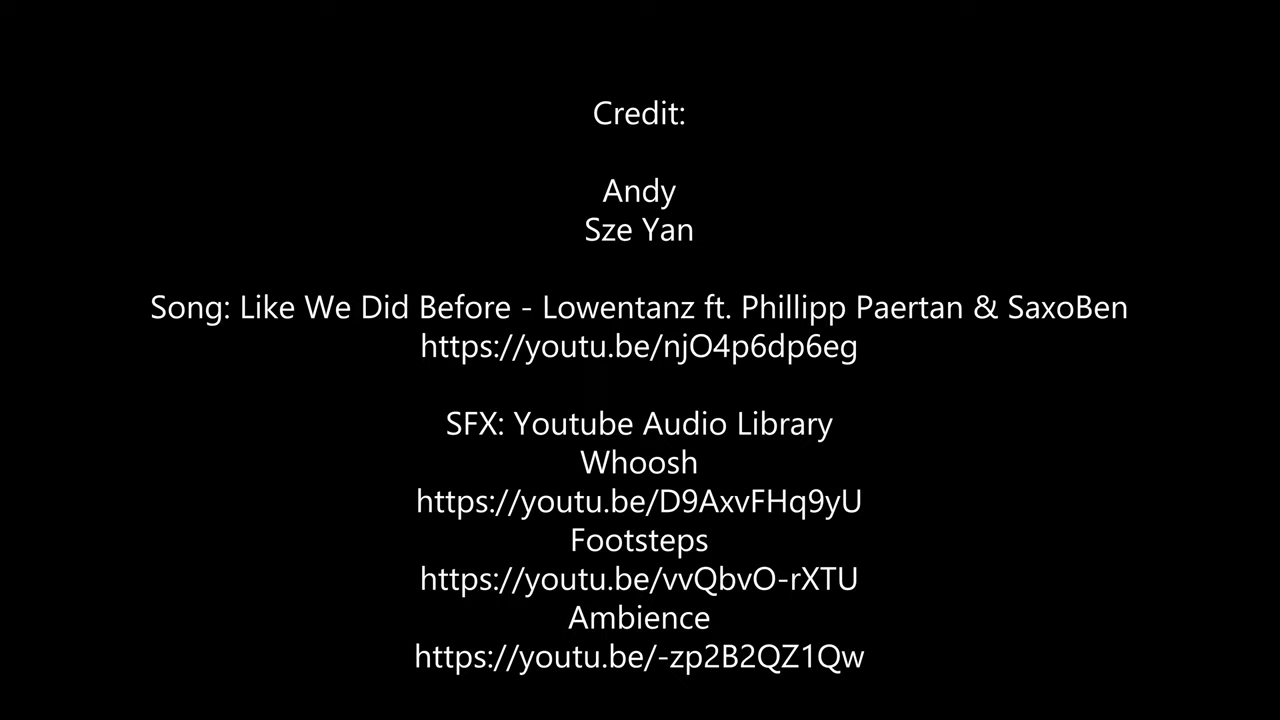 Credit:
Andy
Sze Yan
Song: Like We Did Before - Lowentanz ft. Phillipp Paertan & SaxoBen
https://youtu.be/njO4p6dp6eg
SFX: Youtube Audio Library
Whoosh
https://youtu.be/D9AxvFHq9yU
Footsteps
https://youtu.be/vvQbvO-rXTU
Ambience
https://youtu.be/-zp2B2QZ1Qw